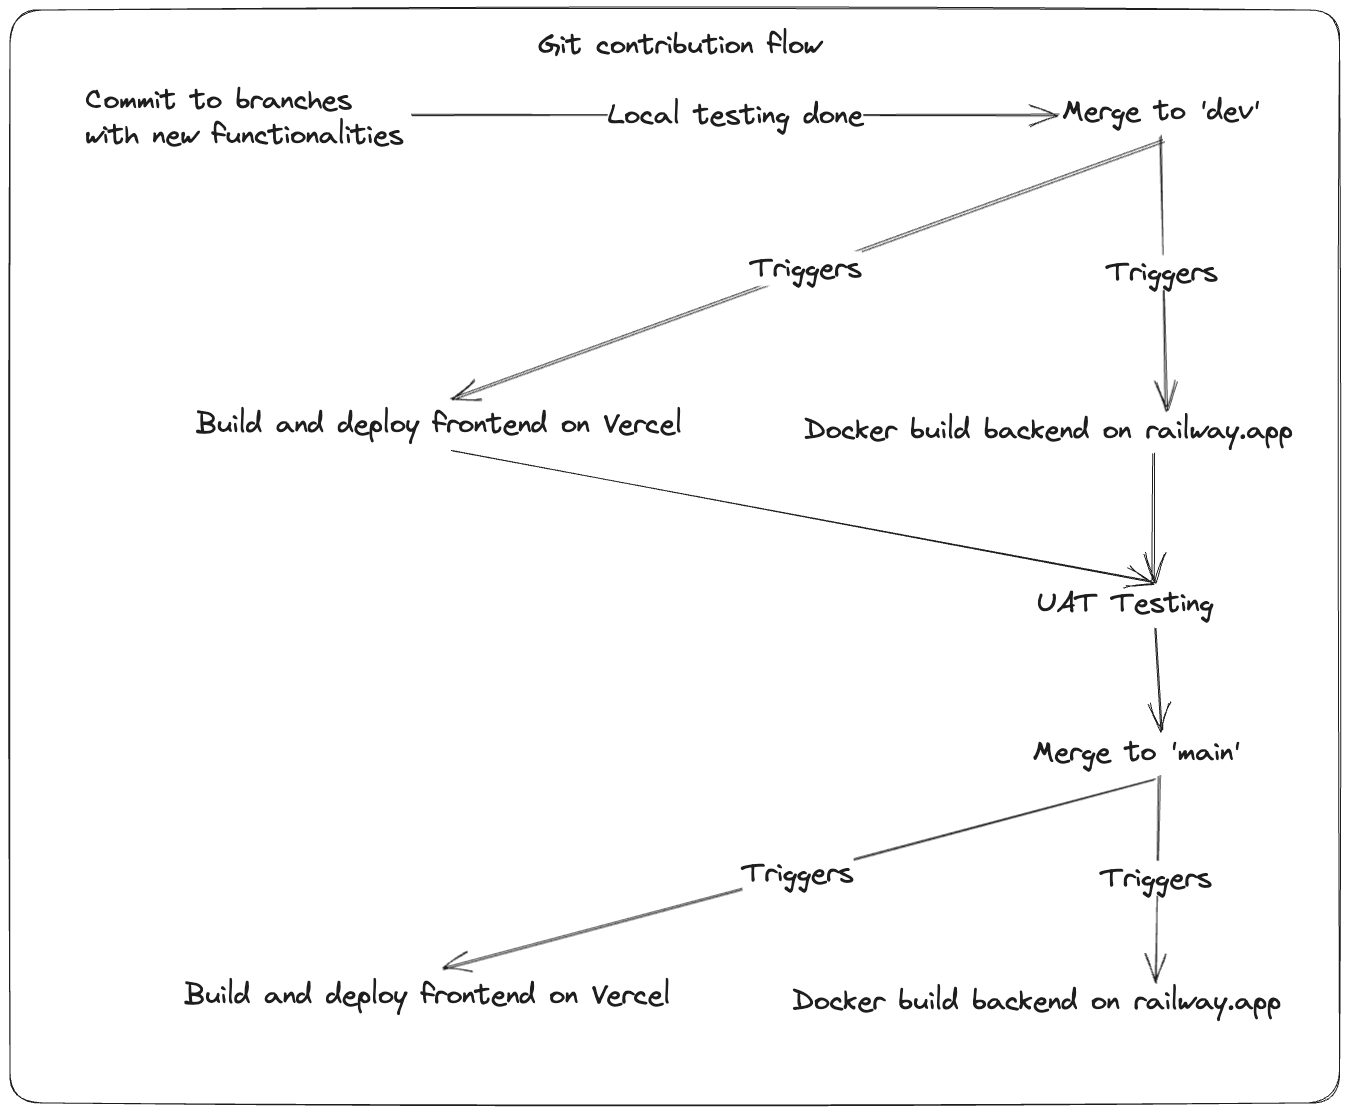 Git contribution flow
Commit to branches
with new functionalities
Local testing done
Merge to 'dev'
Triggers
Triggers
Build and deploy frontend on Vercel
Docker build backend on railway.app
UAT Testing
Merge to 'main'
Triggers
Triggers
Build and deploy frontend on Vercel
Docker build backend on railway.app